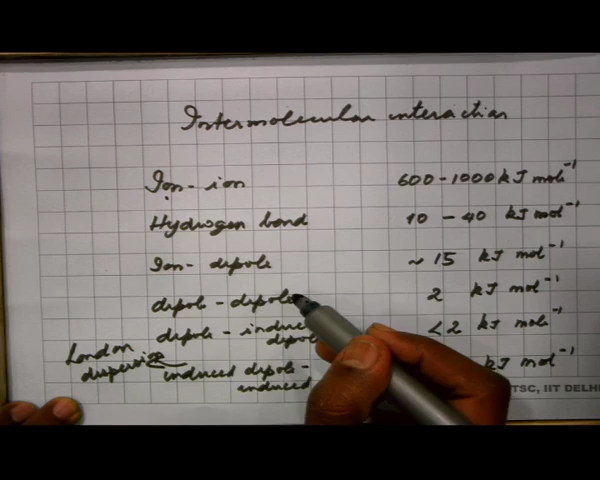 Intermolecular interaction
Ion - ion 600 - 1000 kJ mol⁻¹
Hydrogen bond 10 - 40 kJ mol⁻¹
Ion - dipole ~ 15 kJ mol⁻¹
dipole - dipole 2 kJ mol⁻¹
dipole - induced <2 kJ mol⁻¹
dipole
London
dispersion induced dipole - kJ mol⁻¹
induced
TSC, IIT DELHI